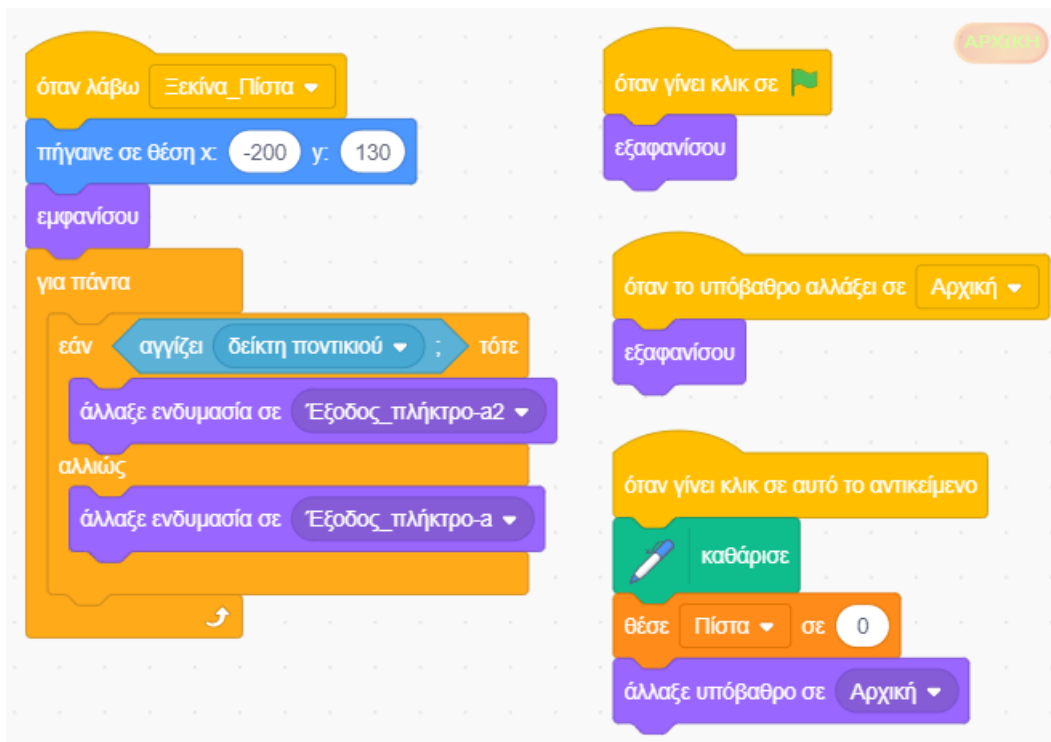 όταν λάβω Ξεκίνα_Πίστα
πήγαινε σε θέση x: -200 y: 130
εμφανίσου
για πάντα
εάν αγγίζει δείκτη ποντικιού ; τότε
άλλαξε ενδυμασία σε Έξοδος_πλήκτρο-a2
αλλιώς
άλλαξε ενδυμασία σε Έξοδος_πλήκτρο-a
ΑΡΧΙΚΗ
όταν γίνει κλικ σε
εξαφανίσου
όταν το υπόβαθρο αλλάξει σε Αρχική
εξαφανίσου
όταν γίνει κλικ σε αυτό το αντικείμενο
καθάρισε
θέσε Πίστα σε 0
άλλαξε υπόβαθρο σε Αρχική